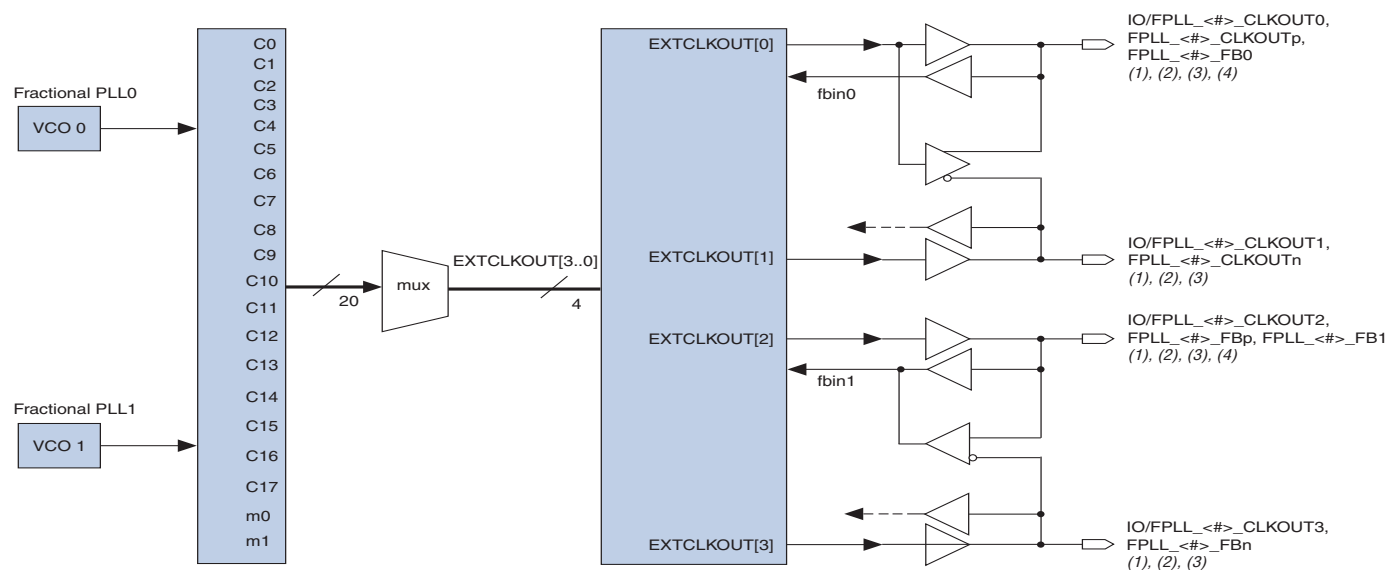 Fractional PLL0
VCO 0
Fractional PLL1
VCO 1
C0
C1
C2
C3
C4
C5
C6
C7
C8
C9
C10
C11
C12
C13
C14
C15
C16
C17
m0
m1
20
mux
EXTCLKOUT[3..0]
4
EXTCLKOUT[0]
fbin0
EXTCLKOUT[1]
EXTCLKOUT[2]
fbin1
EXTCLKOUT[3]
IO/FPLL_<#>_CLKOUT0,
FPLL_<#>_CLKOUTp,
FPLL_<#>_FB0
(1), (2), (3), (4)
IO/FPLL_<#>_CLKOUT1,
FPLL_<#>_CLKOUTn
(1), (2), (3)
IO/FPLL_<#>_CLKOUT2,
FPLL_<#>_FBp, FPLL_<#>_FB1
(1), (2), (3), (4)
IO/FPLL_<#>_CLKOUT3,
FPLL_<#>_FBn
(1), (2), (3)